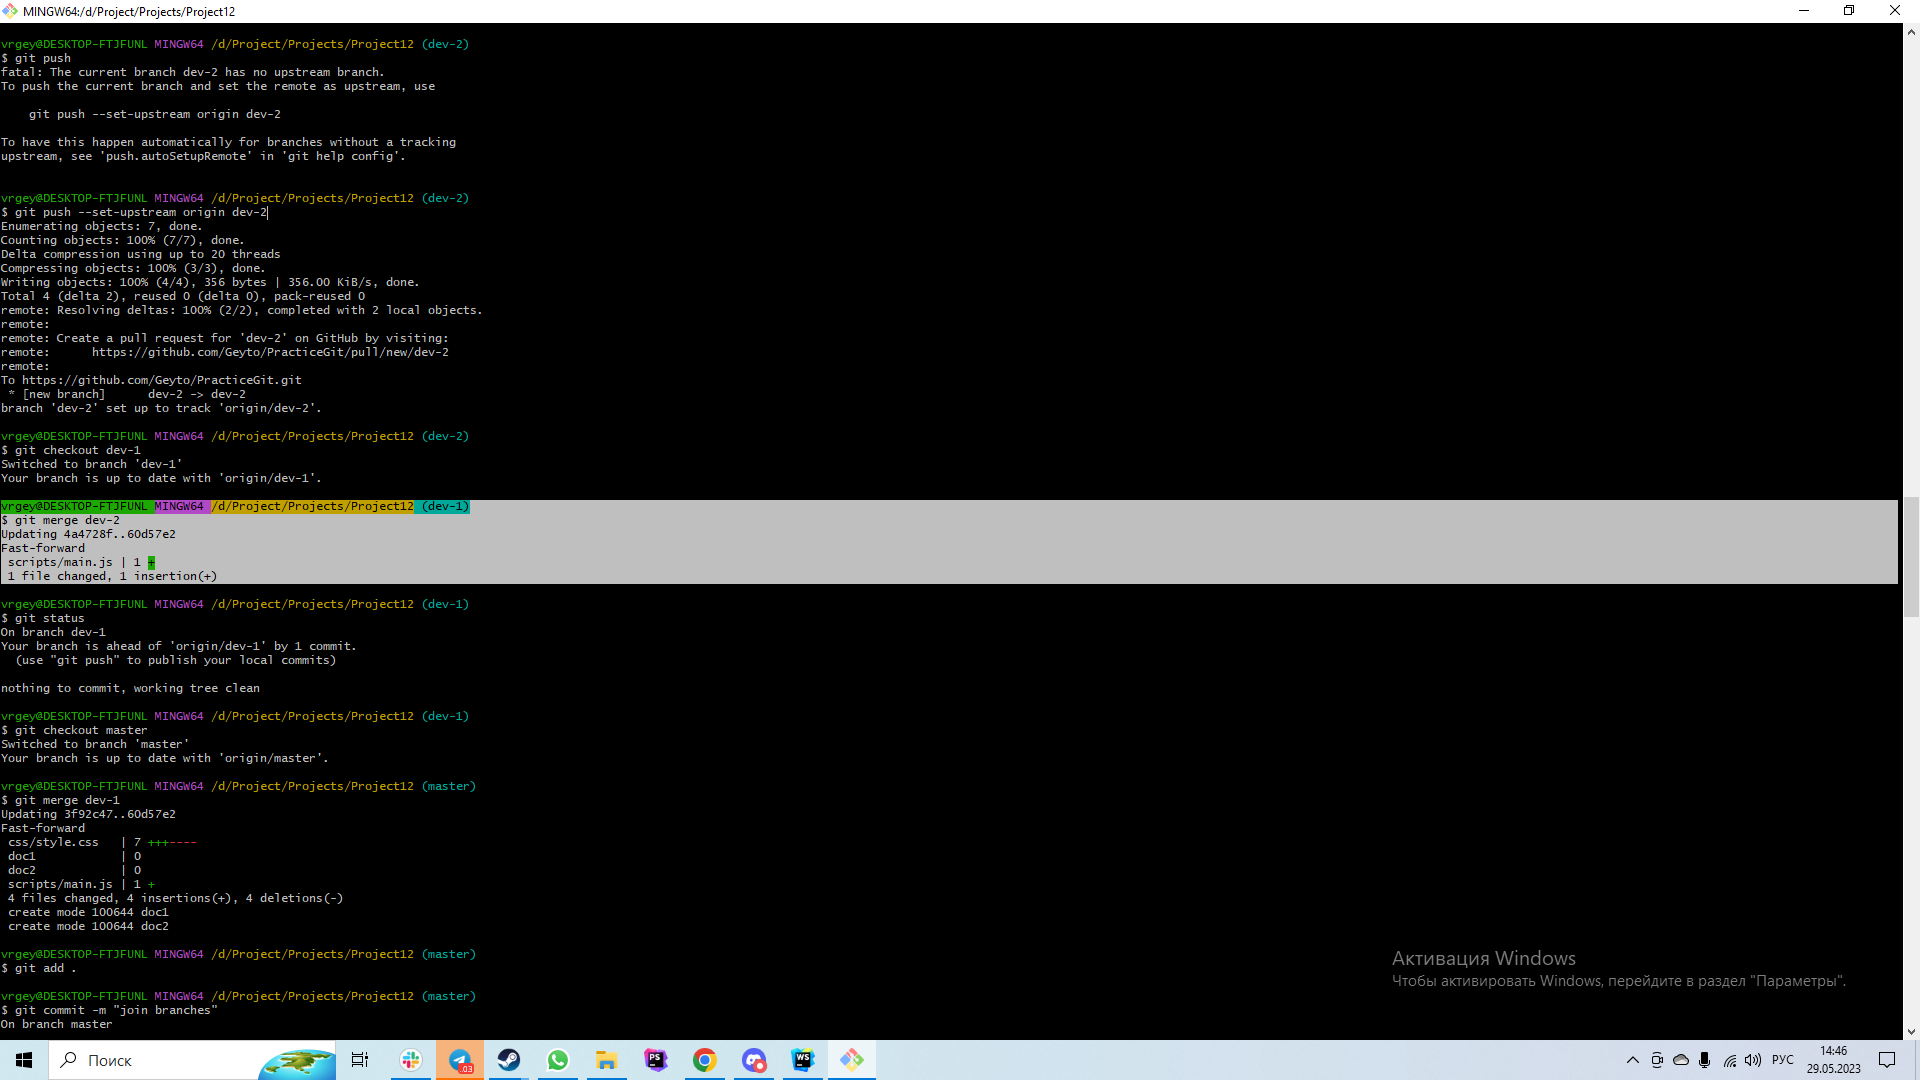 MINGW64:/d/Project/Projects/Project12
vrgey@DESKTOP-FTJFUNL MINGW64 /d/Project/Projects/Project12 (dev-2)
$ git push
fatal: The current branch dev-2 has no upstream branch.
To push the current branch and set the remote as upstream, use
git push --set-upstream origin dev-2
To have this happen automatically for branches without a tracking
upstream, see 'push.autoSetupRemote' in 'git help config'.
vrgey@DESKTOP-FTJFUNL MINGW64 /d/Project/Projects/Project12 (dev-2)
$ git push --set-upstream origin dev-2
Enumerating objects: 7, done.
Counting objects: 100% (7/7), done.
Delta compression using up to 20 threads
Compressing objects: 100% (3/3), done.
Writing objects: 100% (4/4), 356 bytes | 356.00 KiB/s, done.
Total 4 (delta 2), reused 0 (delta 0), pack-reused 0
remote: Resolving deltas: 100% (2/2), completed with 2 local objects.
remote:
remote: Create a pull request for 'dev-2' on GitHub by visiting:
remote:      https://github.com/Geyto/PracticeGit/pull/new/dev-2
remote:
To https://github.com/Geyto/PracticeGit.git
* [new branch]      dev-2 -> dev-2
branch 'dev-2' set up to track 'origin/dev-2'.
vrgey@DESKTOP-FTJFUNL MINGW64 /d/Project/Projects/Project12 (dev-2)
$ git checkout dev-1
Switched to branch 'dev-1'
Your branch is up to date with 'origin/dev-1'.
vrgey@DESKTOP-FTJFUNL MINGW64 /d/Project/Projects/Project12 (dev-1)
$ git merge dev-2
Updating 4a4728f..60d57e2
Fast-forward
scripts/main.js | 1 +
1 file changed, 1 insertion(+)
vrgey@DESKTOP-FTJFUNL MINGW64 /d/Project/Projects/Project12 (dev-1)
$ git status
On branch dev-1
Your branch is ahead of 'origin/dev-1' by 1 commit.
(use "git push" to publish your local commits)
nothing to commit, working tree clean
vrgey@DESKTOP-FTJFUNL MINGW64 /d/Project/Projects/Project12 (dev-1)
$ git checkout master
Switched to branch 'master'
Your branch is up to date with 'origin/master'.
vrgey@DESKTOP-FTJFUNL MINGW64 /d/Project/Projects/Project12 (master)
$ git merge dev-1
Updating 3f92c47..60d57e2
Fast-forward
css/style.css   | 7 +++----
doc1            | 0
doc2            | 0
scripts/main.js | 1 +
4 files changed, 4 insertions(+), 4 deletions(-)
create mode 100644 doc1
create mode 100644 doc2
vrgey@DESKTOP-FTJFUNL MINGW64 /d/Project/Projects/Project12 (master)
$ git add .
vrgey@DESKTOP-FTJFUNL MINGW64 /d/Project/Projects/Project12 (master)
$ git commit -m "join branches"
On branch master
Активация Windows
Чтобы активировать Windows, перейдите в раздел "Параметры".
Поиск
.03
PS
WS
РУС
14:46
29.05.2023